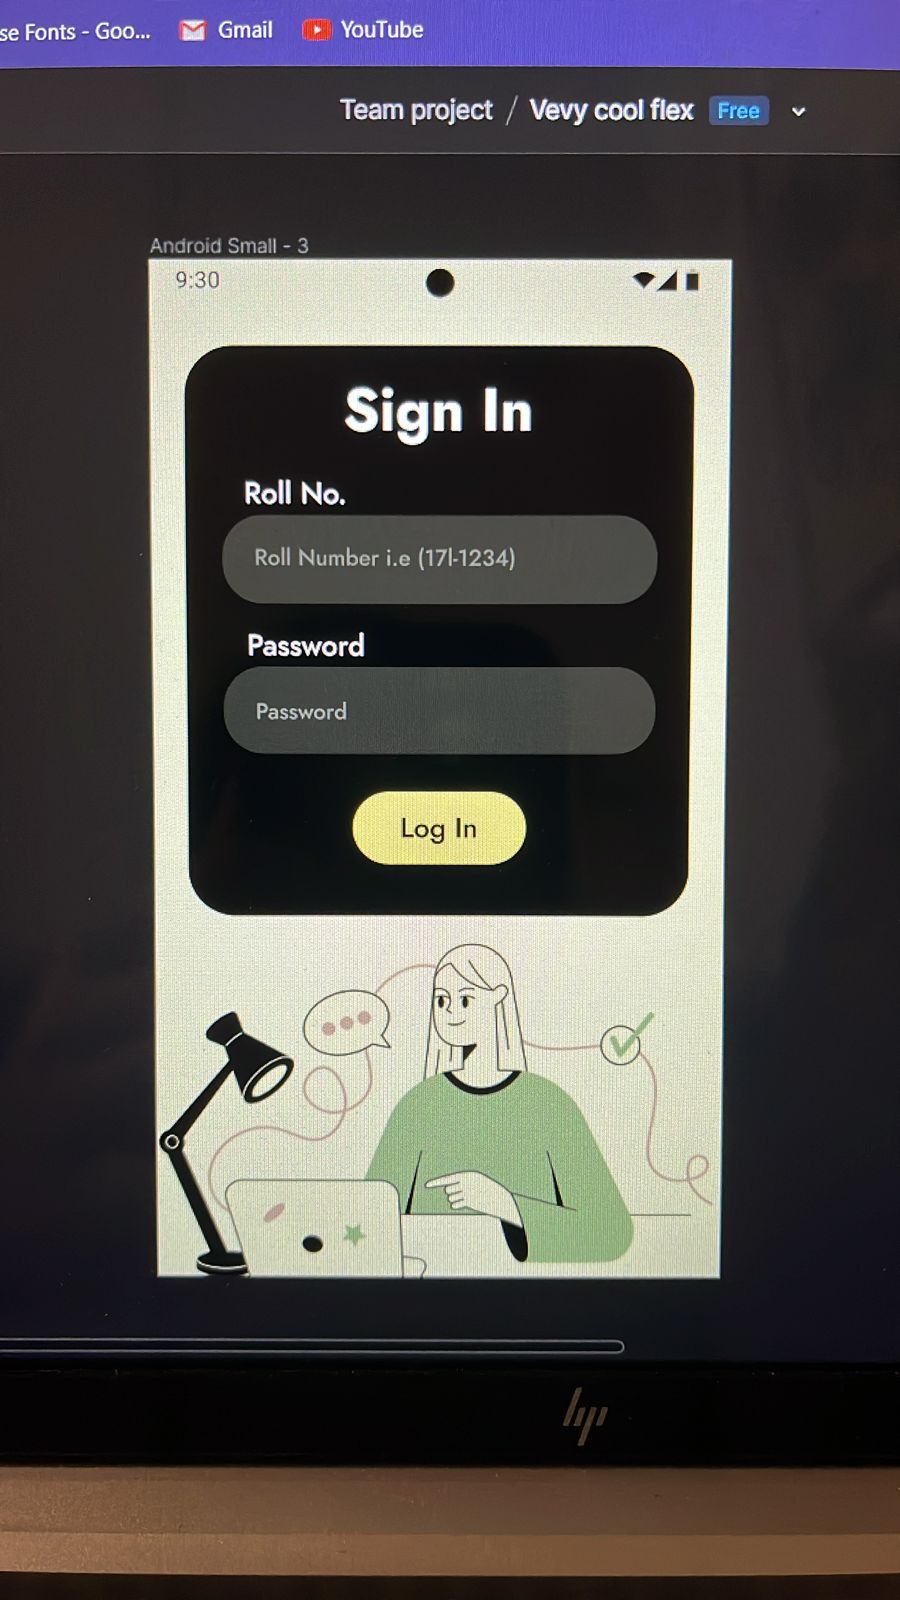 se Fonts - Goo... Gmail YouTube
Team project / Vevy cool flex Free
Android Small - 3
9:30
Sign In
Roll No.
Roll Number i.e (17l-1234)
Password
Password
Log In
hp